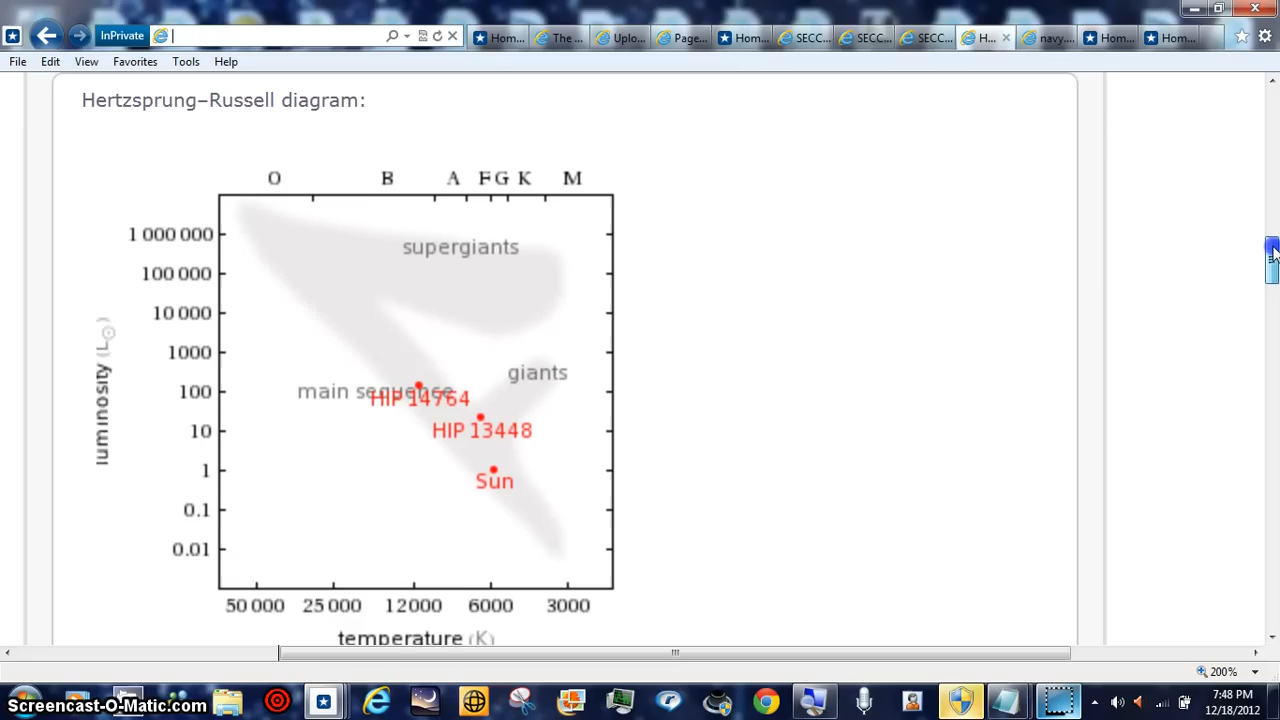 InPrivate
Hom... The ... Uplo... Page... Hom... SECC... SECC... SECC... H... navy.... Hom... Hom...
File Edit View Favorites Tools Help
Hertzsprung–Russell diagram:
O B A F G K M
1 000 000
supergiants
100 000
10 000
1000
giants
100
main sequence
HIP 14764
10
HIP 13448
1
Sun
0.1
0.01
luminosity (L☉)
50 000 25 000 12 000 6000 3000
temperature (K)
200%
Screencast-O-Matic.com
7:48 PM
12/18/2012